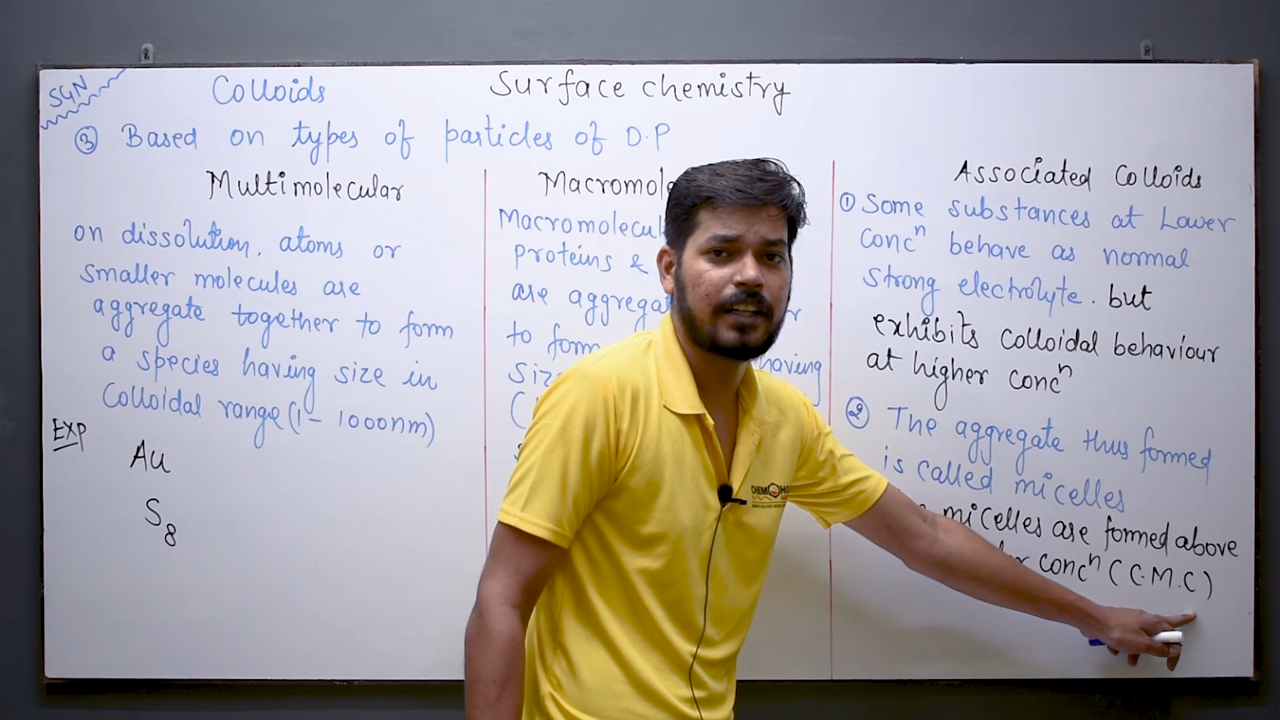 SGN
Colloids
Surface chemistry
③ Based on types of particles of D.P
Multimolecular
on dissolution, atoms or
smaller molecules are
aggregate together to form
a species having size in
Colloidal range (1- 1000nm)
Exp
Au
S8
proteins &
are
to form
having
Associated Colloids
① Some substances at Lower
concⁿ behave as normal
strong electrolyte. but
exhibits colloidal behaviour
at higher concⁿ
② The aggregate thus formed
is called micelles
micelles are formed above
concⁿ (C.M.C)
CHEM